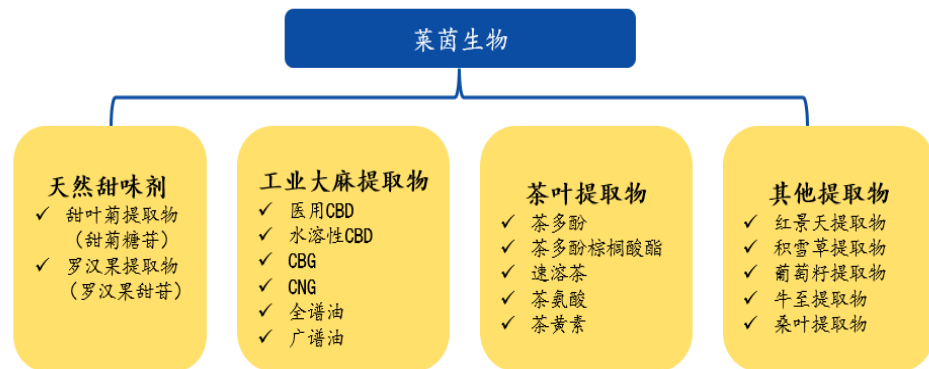 莱茵生物
天然甜味剂
✓ 甜叶菊提取物
（甜菊糖苷）
✓ 罗汉果提取物
（罗汉果甜苷）
工业大麻提取物
✓ 医用CBD
✓ 水溶性CBD
✓ CBG
✓ CNG
✓ 全谱油
✓ 广谱油
茶叶提取物
✓ 茶多酚
✓ 茶多酚棕榈酸酯
✓ 速溶茶
✓ 茶氨酸
✓ 茶黄素
其他提取物
✓ 红景天提取物
✓ 积雪草提取物
✓ 葡萄籽提取物
✓ 牛至提取物
✓ 桑叶提取物